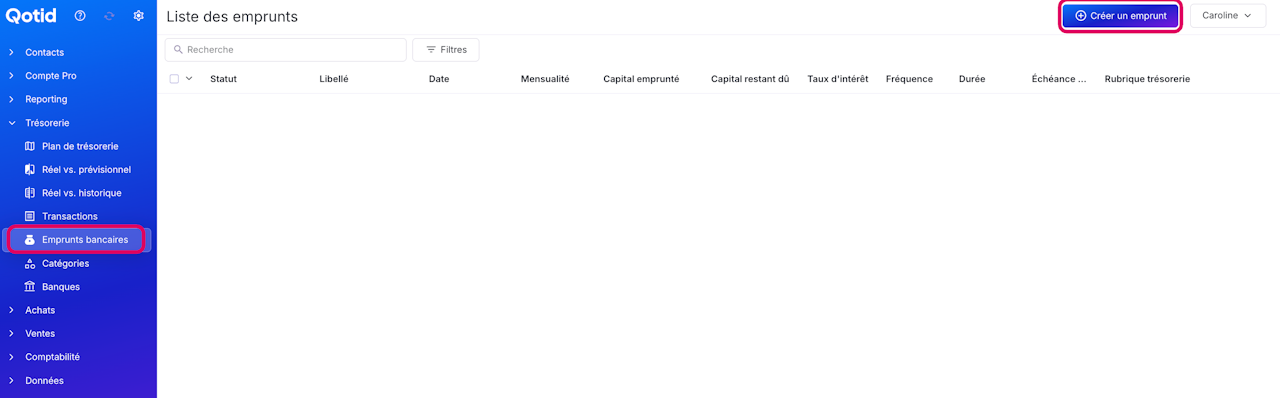 Qotid
Liste des emprunts
Créer un emprunt
Caroline
Recherche
Filtres
Contacts
Compte Pro
Reporting
Trésorerie
Plan de trésorerie
Réel vs. prévisionnel
Réel vs. historique
Transactions
Emprunts bancaires
Catégories
Banques
Achats
Ventes
Comptabilité
Données
Statut Libellé Date Mensualité Capital emprunté Capital restant dû Taux d'intérêt Fréquence Durée Échéance ... Rubrique trésorerie